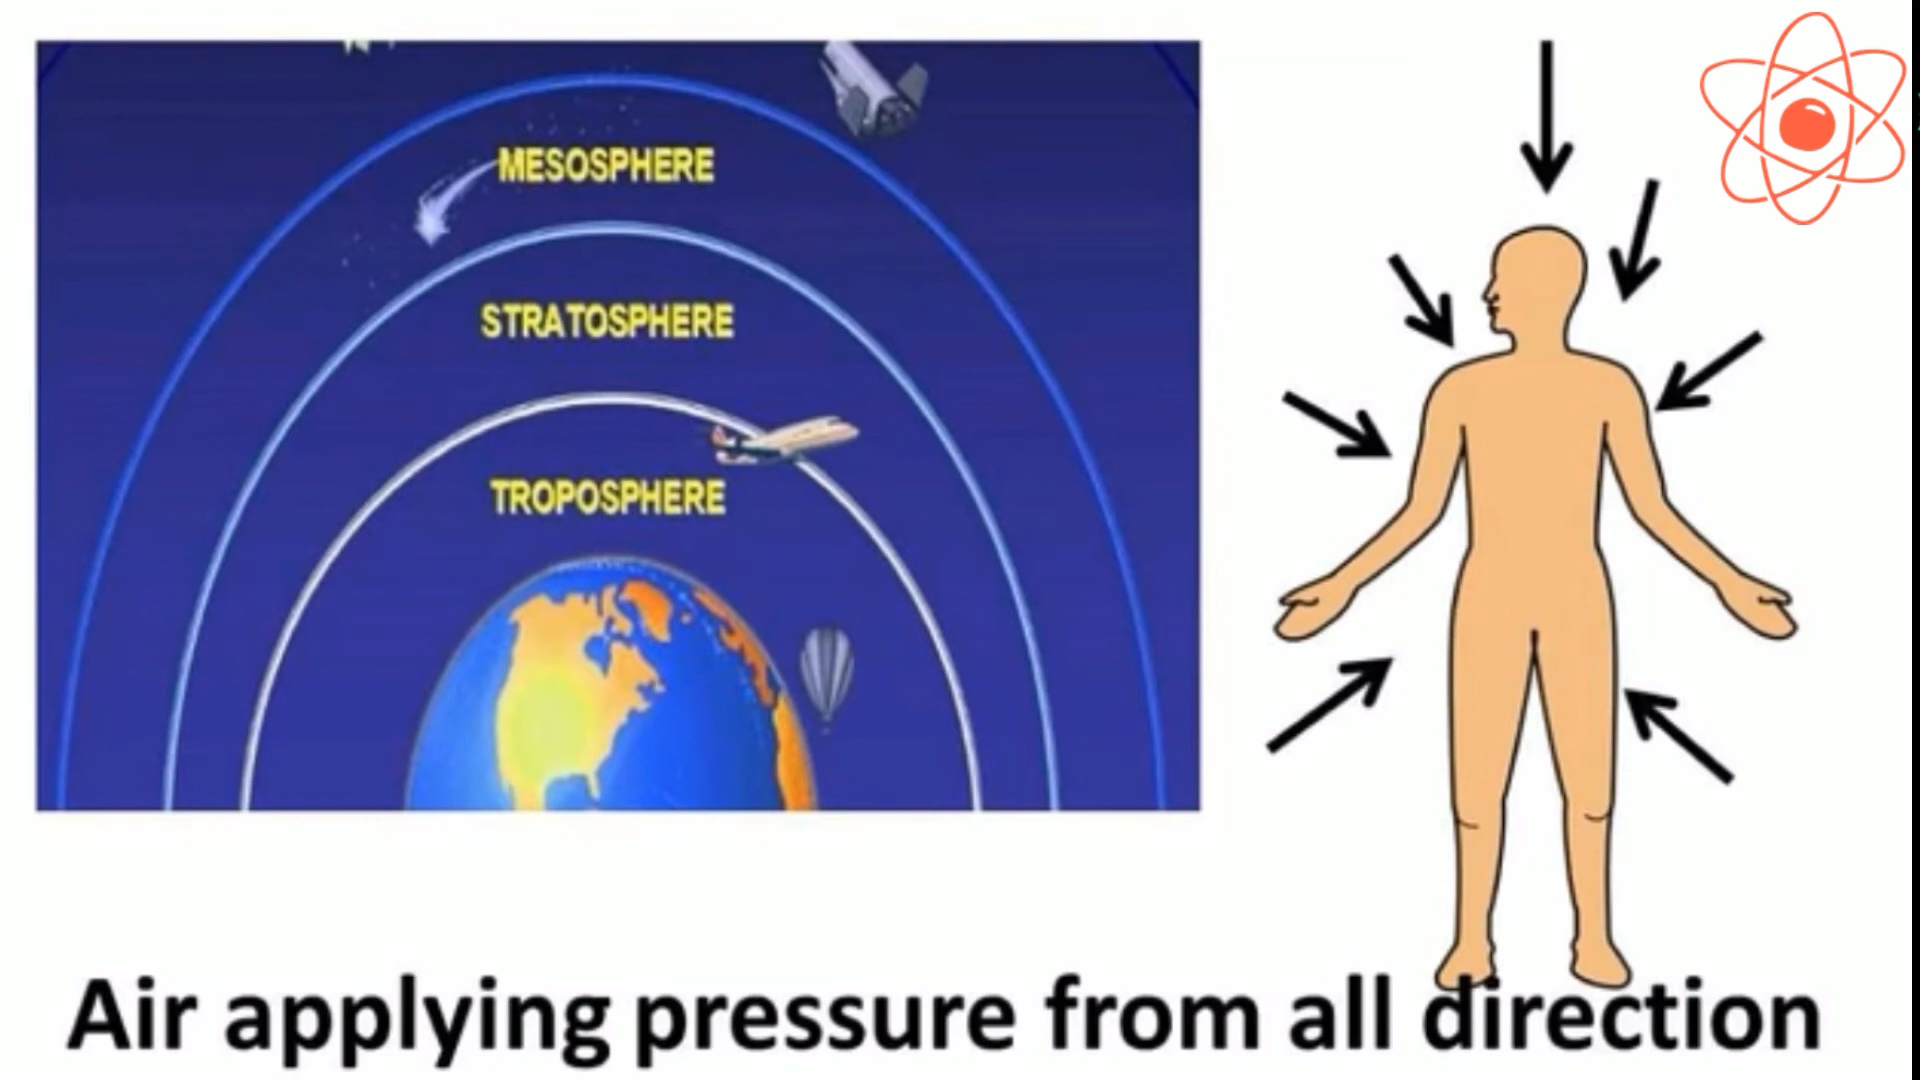 MESOSPHERE
STRATOSPHERE
TROPOSPHERE
Air applying pressure from all direction